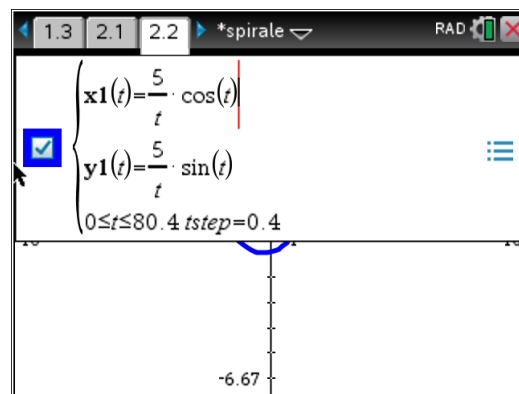 1.3 2.1 2.2 *spirale RAD
x1(t)=5/t · cos(t)
y1(t)=5/t · sin(t)
0≤t≤80.4 tstep=0.4
-6.67